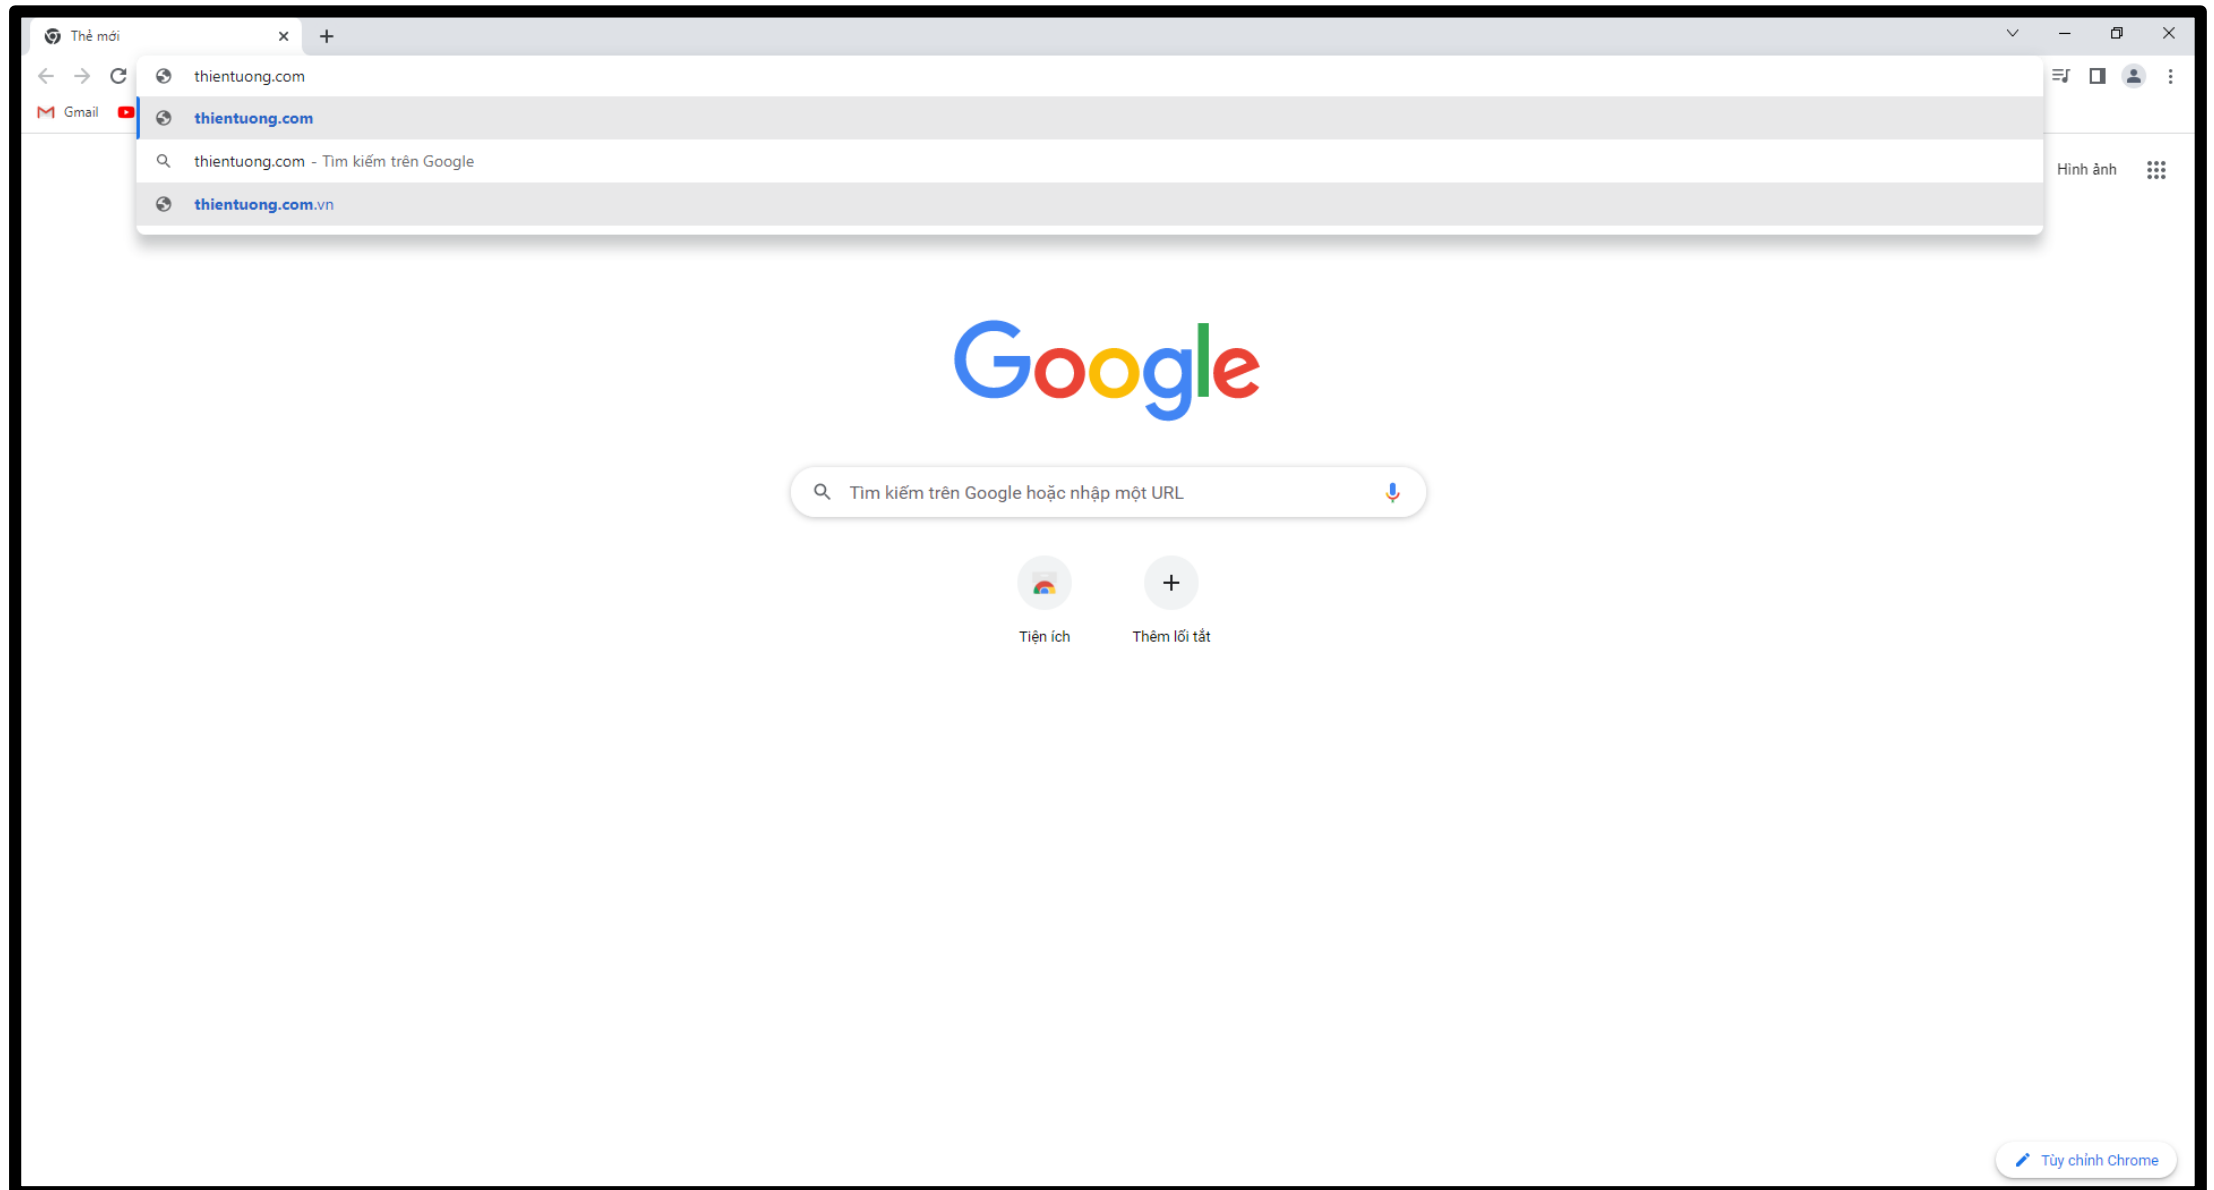 Thẻ mới
thientuong.com
Gmail
thientuong.com
thientuong.com - Tìm kiếm trên Google
Hình ảnh
thientuong.com.vn
Google
Tìm kiếm trên Google hoặc nhập một URL
Tiện ích
Thêm lối tắt
Tùy chỉnh Chrome